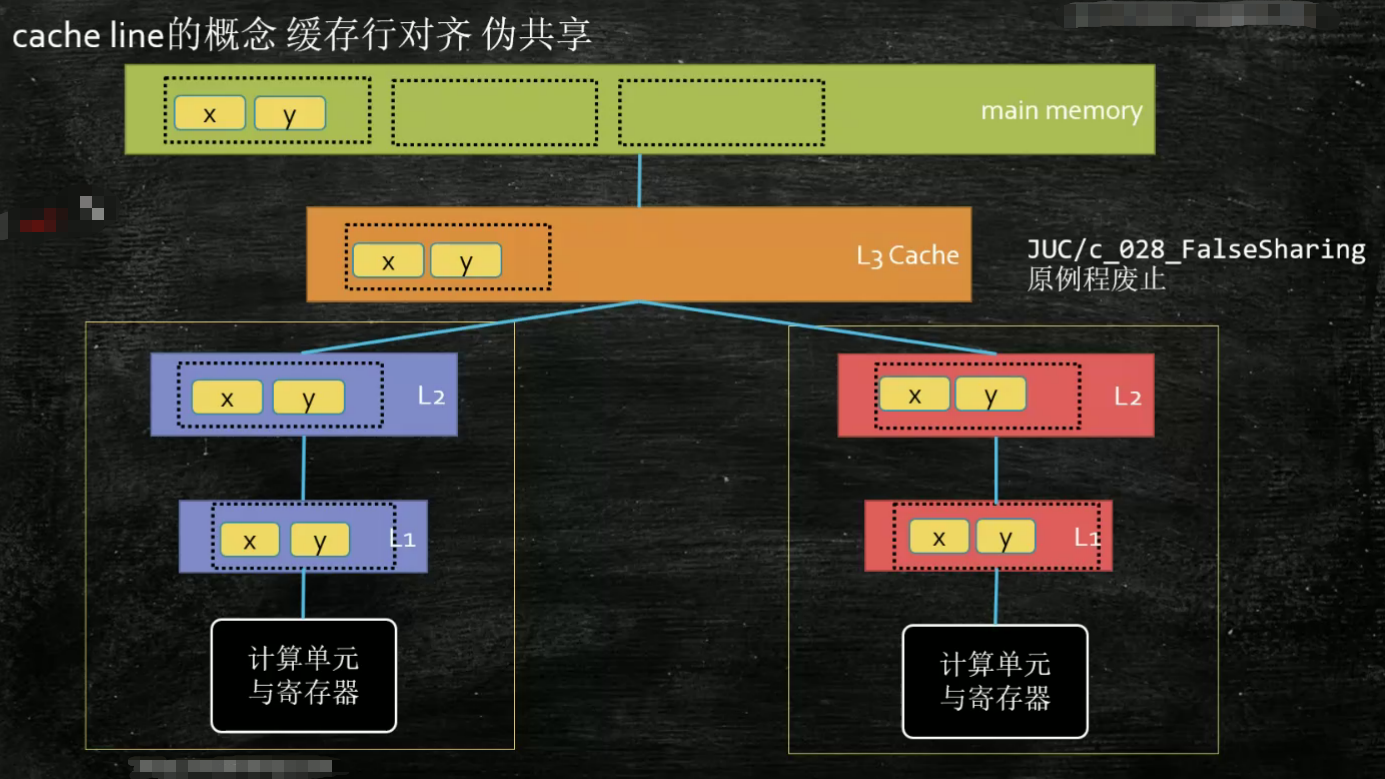 cache line的概念 缓存行对齐 伪共享
x y
main memory
x y
L3 Cache
JUC/c_028_FalseSharing
原例程废止
x y
L2
x y
L2
x y
L1
x y
L1
计算单元
与寄存器
计算单元
与寄存器